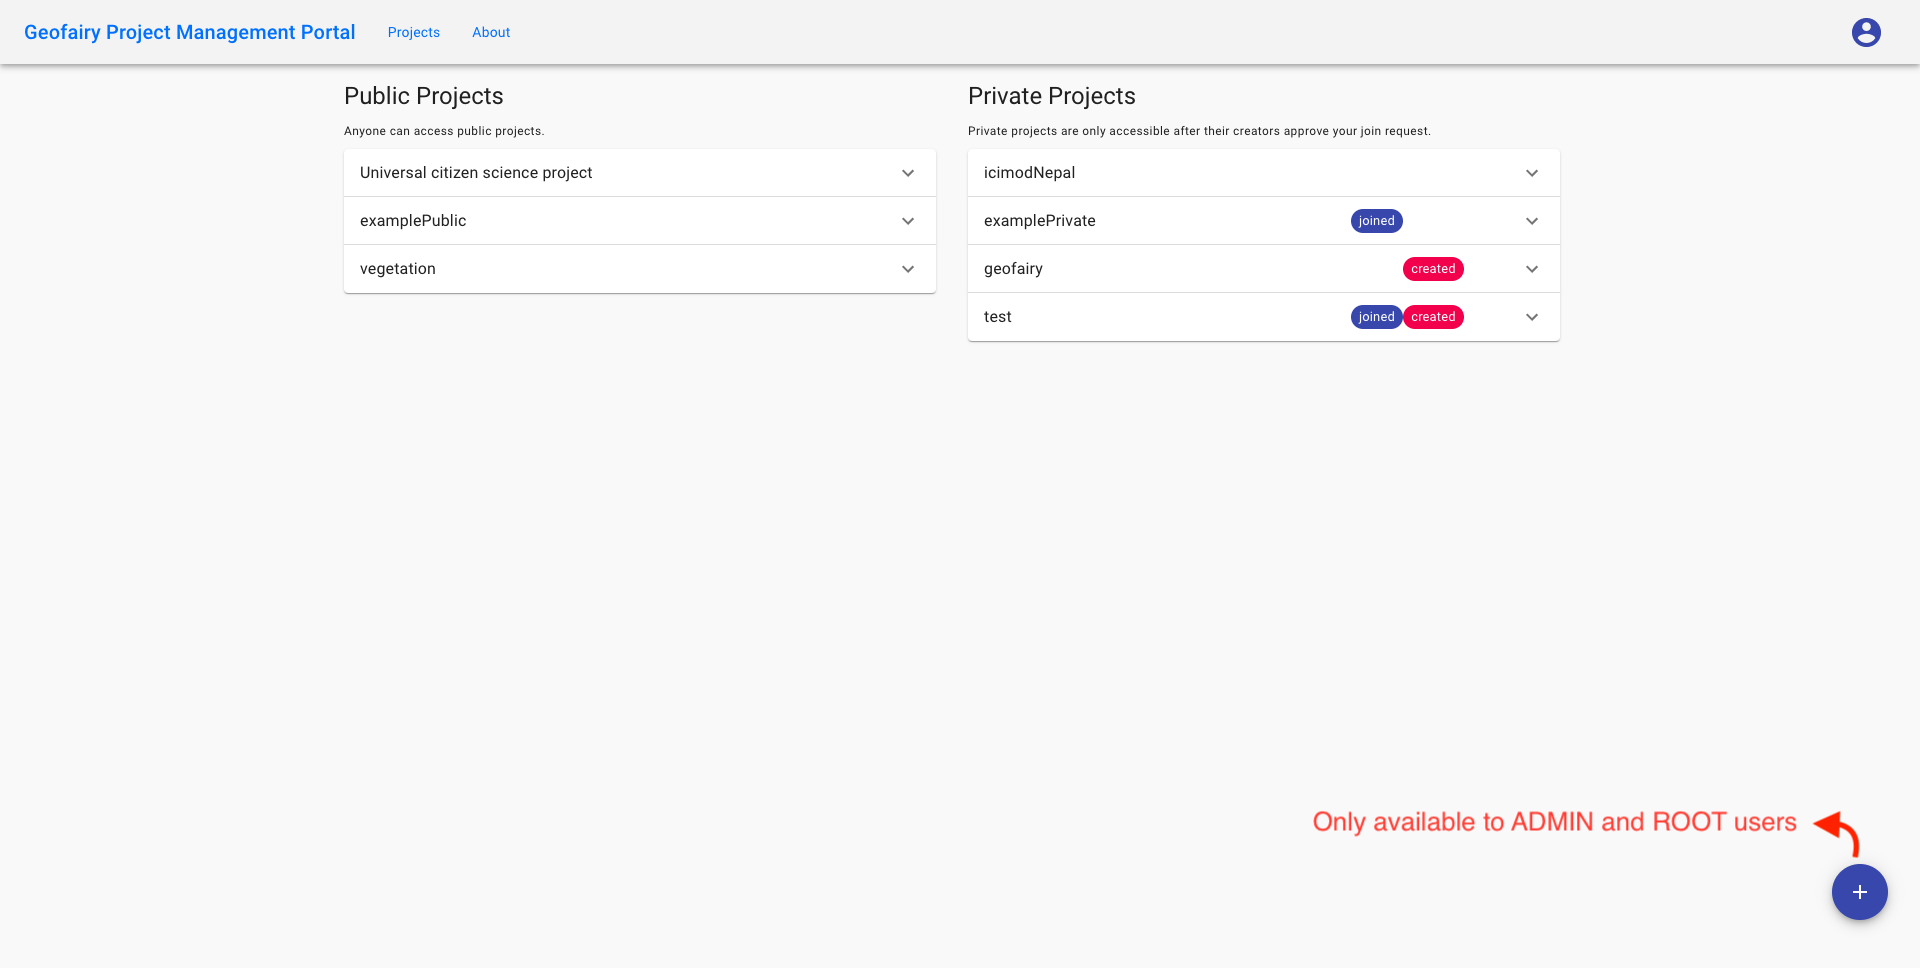 Geofairy Project Management Portal Projects About
Public Projects
Anyone can access public projects.
Universal citizen science project
examplePublic
vegetation
Private Projects
Private projects are only accessible after their creators approve your join request.
icimodNepal
examplePrivate joined
geofairy created
test joined created
Only available to ADMIN and ROOT users